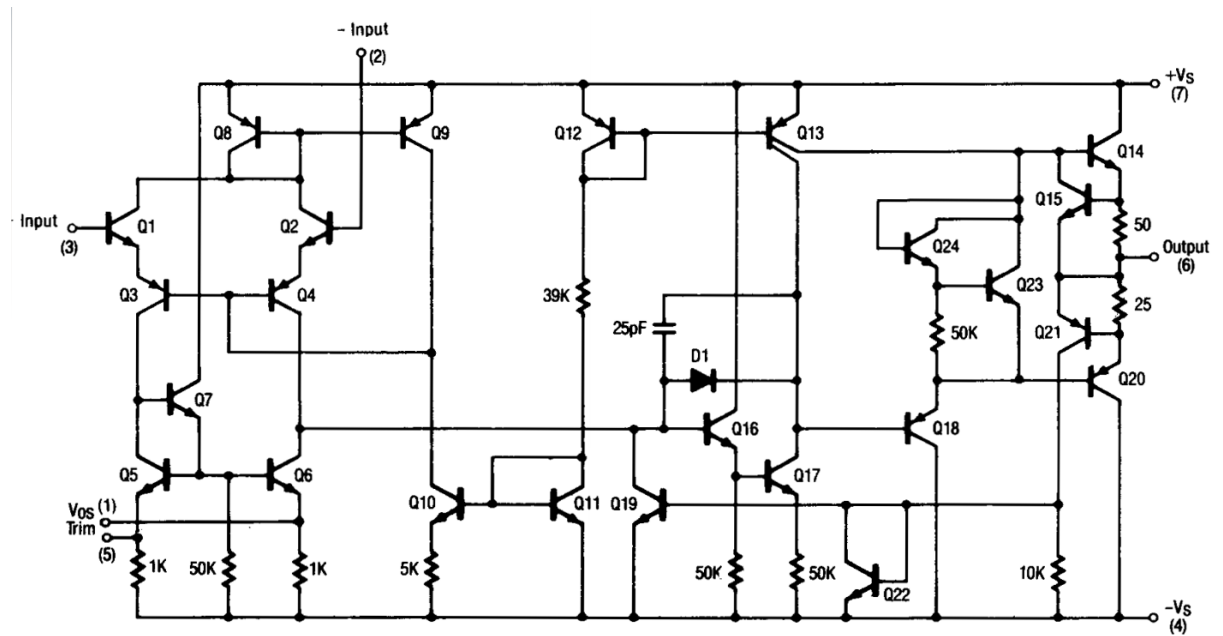 - Input
(2)
+Vs
(7)
Q8
Q9
Q12
Q13
Q14
Q15
- Input
(3)
Q1
Q2
Q24
50
Output
(6)
Q3
Q4
39K
Q23
25
25pF
50K
Q21
D1
Q7
Q20
Q16
Q18
Q5
Q6
Q17
Q10
Q11
Q19
Vos (1)
Trim
(5)
1K
50K
1K
5K
50K
50K
Q22
10K
-Vs
(4)